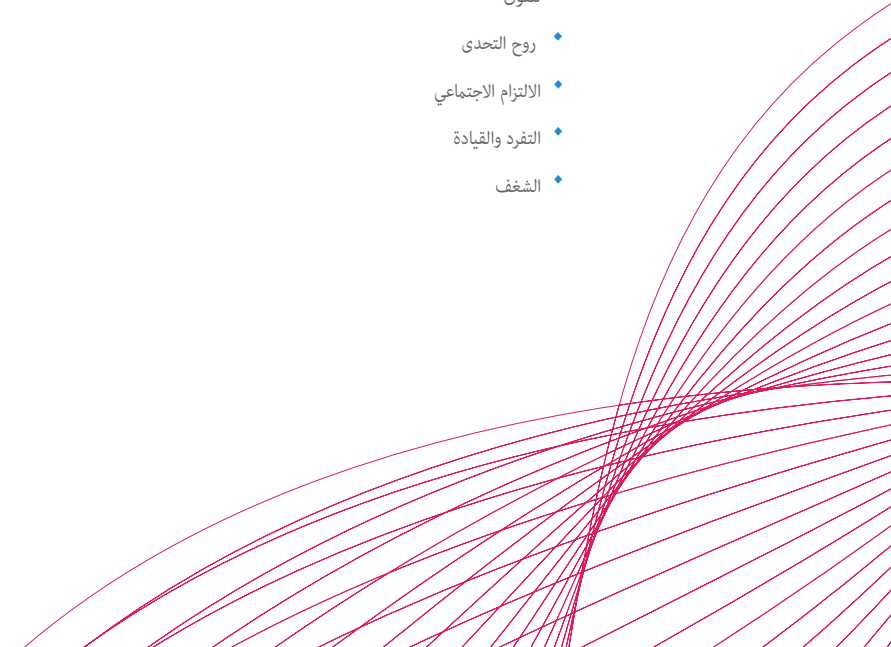 روح التحدى
الالتزام الاجتماعي
التفرد والقيادة
الشغف